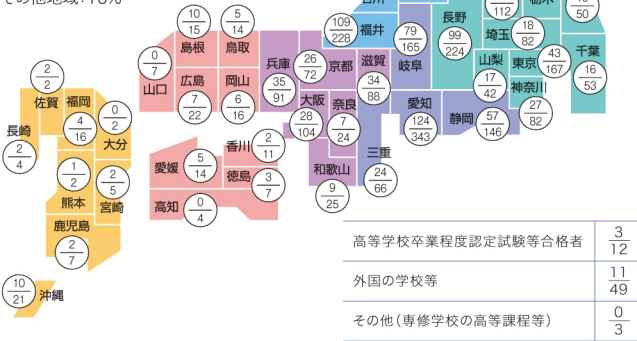 その他地域:10%
石川
栃木
112
50
10
15
5
14
109
228
福井
79
165
長野
99
224
埼玉
18
82
島根
鳥取
兵庫
26
72
京都
滋賀
岐阜
山梨
東京
43
167
千葉
0
7
山口
広島
岡山
35
91
34
88
17
42
神奈川
16
53
2
2
佐賀
福岡
7
22
6
16
大阪
奈良
愛知
静岡
57
146
27
82
4
16
0
2
28
104
7
24
124
343
長崎
大分
香川
2
11
三重
2
4
愛媛
5
14
徳島
3
7
和歌山
24
66
1
2
2
5
熊本
宮崎
高知
0
4
9
25
鹿児島
2
7
高等学校卒業程度認定試験等合格者 3/12
外国の学校等 11/49
その他(専修学校の高等課程等) 0/3
10
21
沖縄